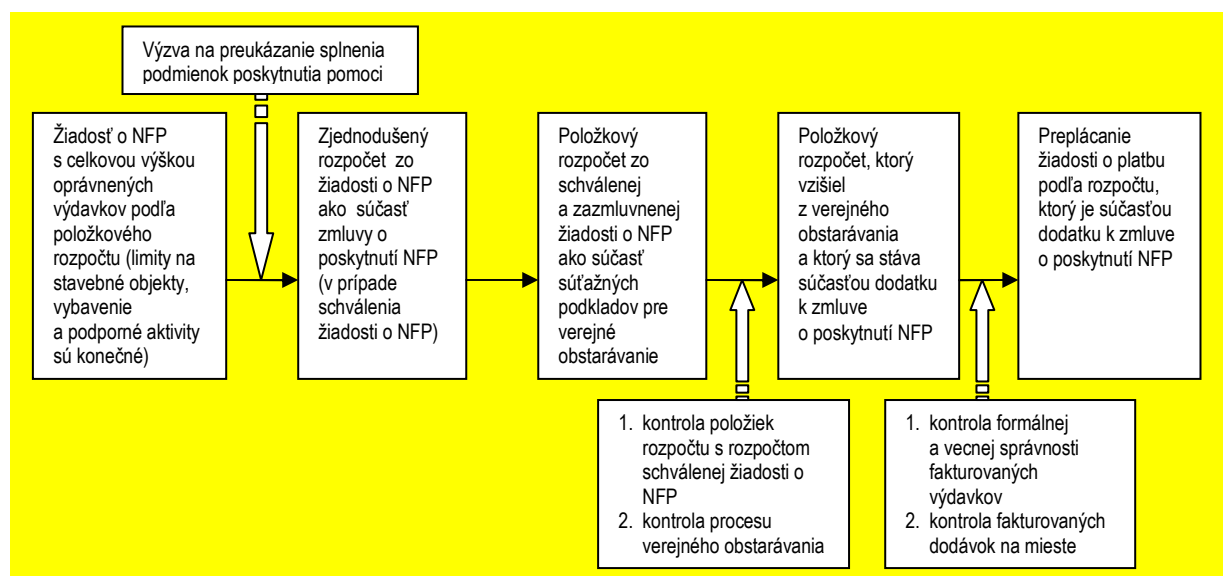 Výzva na preukázanie splnenia
podmienok poskytnutia pomoci
Žiadosť o NFP
s celkovou výškou
oprávnených
výdavkov podľa
položkového
rozpočtu (limity na
stavebné objekty,
vybavenie
a podporné aktivity
sú konečné)
Zjednodušený
rozpočet zo
žiadosti o NFP
ako súčasť
zmluvy o
poskytnutí NFP
(v prípade
schválenia
žiadosti o NFP)
Položkový
rozpočet zo
schválenej
a zazmluvnenej
žiadosti o NFP
ako súčasť
súťažných
podkladov pre
verejné
obstarávanie
Položkový
rozpočet, ktorý
vzišiel
z verejného
obstarávania
a ktorý sa stáva
súčasťou dodatku
k zmluve
o poskytnutí NFP
Preplácanie
žiadosti o platbu
podľa rozpočtu,
ktorý je súčasťou
dodatku k zmluve
o poskytnutí NFP
1. kontrola položiek
rozpočtu s rozpočtom
schválenej žiadosti o
NFP
2. kontrola procesu
verejného obstarávania
1. kontrola formálnej
a vecnej správnosti
fakturovaných
výdavkov
2. kontrola fakturovaných
dodávok na mieste